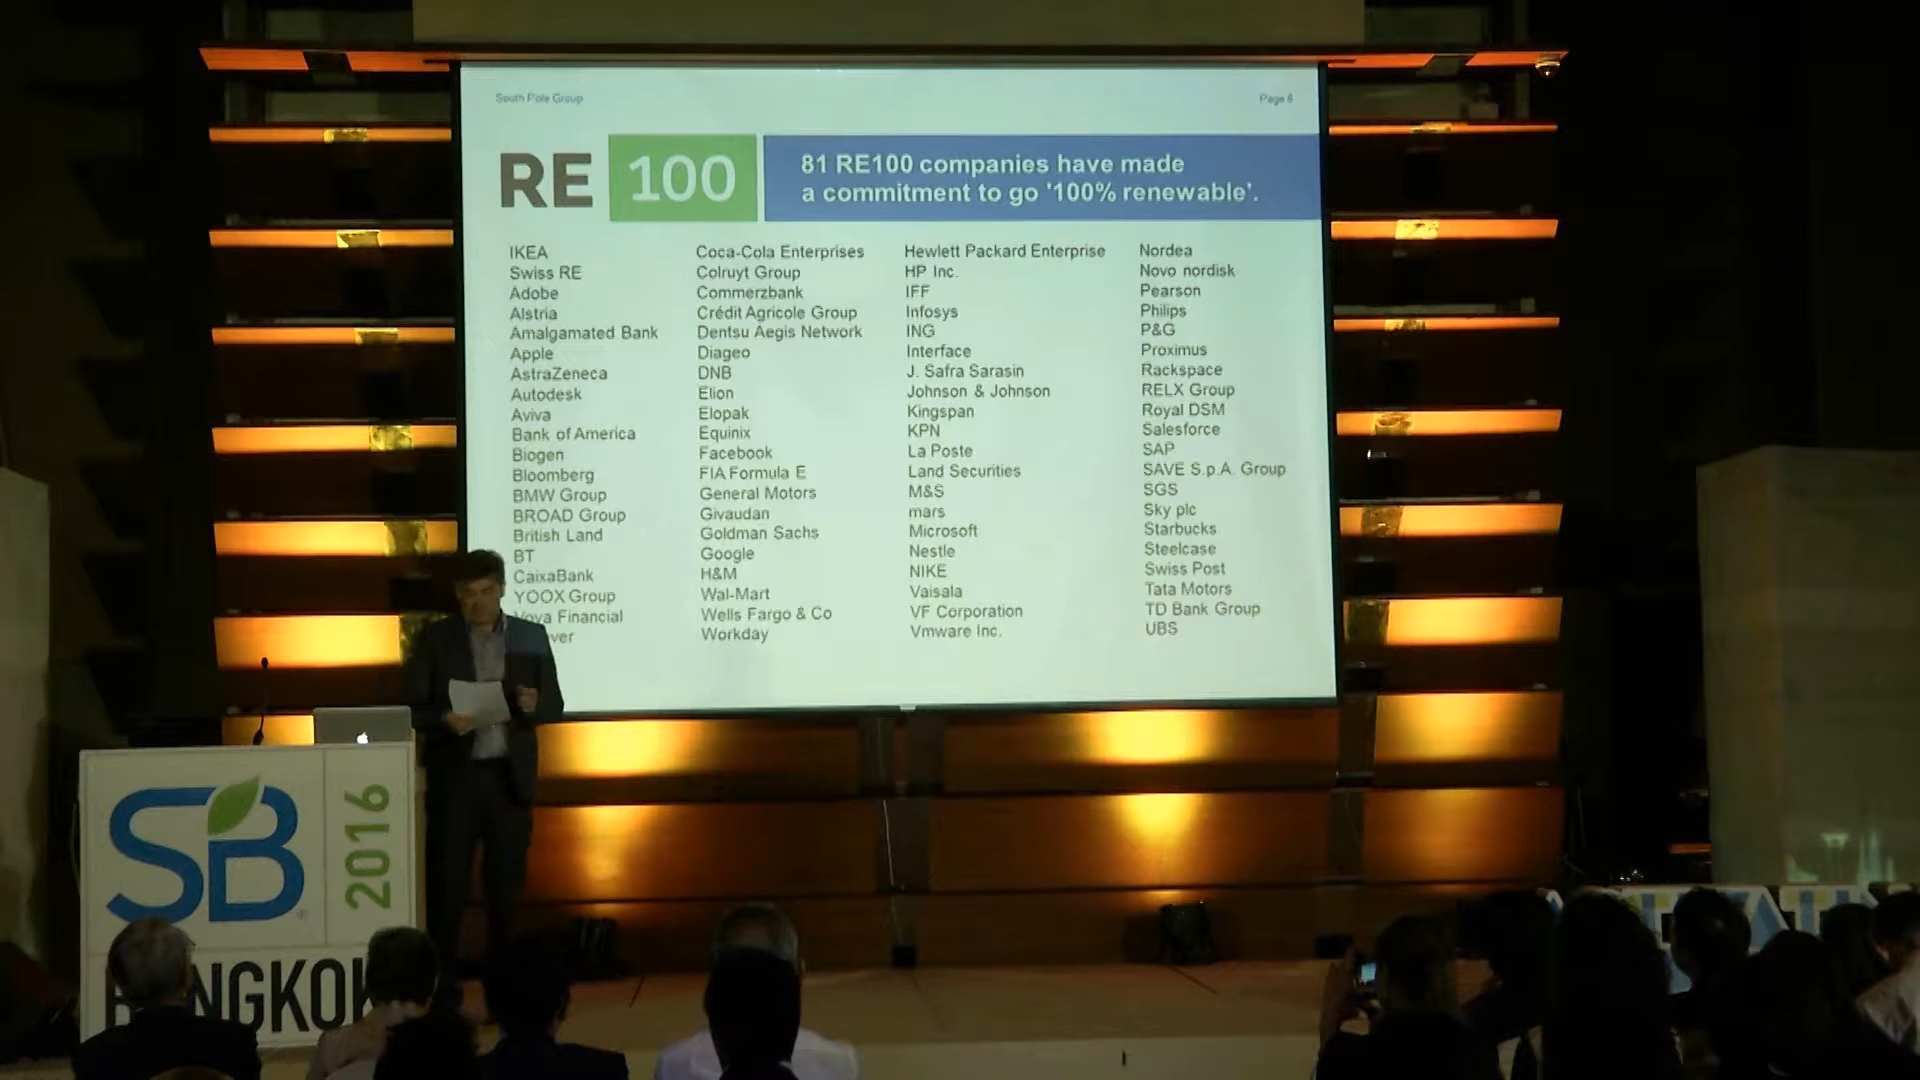 South Pole Group
Page 6
RE 100
81 RE100 companies have made
a commitment to go '100% renewable'.
IKEA
Swiss RE
Adobe
Alstria
Amalgamated Bank
Apple
AstraZeneca
Autodesk
Aviva
Bank of America
Biogen
Bloomberg
BMW Group
BROAD Group
British Land
BT
CaixaBank
YOOX Group
Voya Financial
Coca-Cola Enterprises
Colruyt Group
Commerzbank
Crédit Agricole Group
Dentsu Aegis Network
Diageo
DNB
Elion
Elopak
Equinix
Facebook
FIA Formula E
General Motors
Givaudan
Goldman Sachs
Google
H&M
Wal-Mart
Wells Fargo & Co
Workday
Hewlett Packard Enterprise
HP Inc.
IFF
Infosys
ING
Interface
J. Safra Sarasin
Johnson & Johnson
Kingspan
KPN
La Poste
Land Securities
M&S
mars
Microsoft
Nestle
NIKE
Vaisala
VF Corporation
Vmware Inc.
Nordea
Novo nordisk
Pearson
Philips
P&G
Proximus
Rackspace
RELX Group
Royal DSM
Salesforce
SAP
SAVE S.p.A. Group
SGS
Sky plc
Starbucks
Steelcase
Swiss Post
Tata Motors
TD Bank Group
UBS
SB
2016
BANGKOK